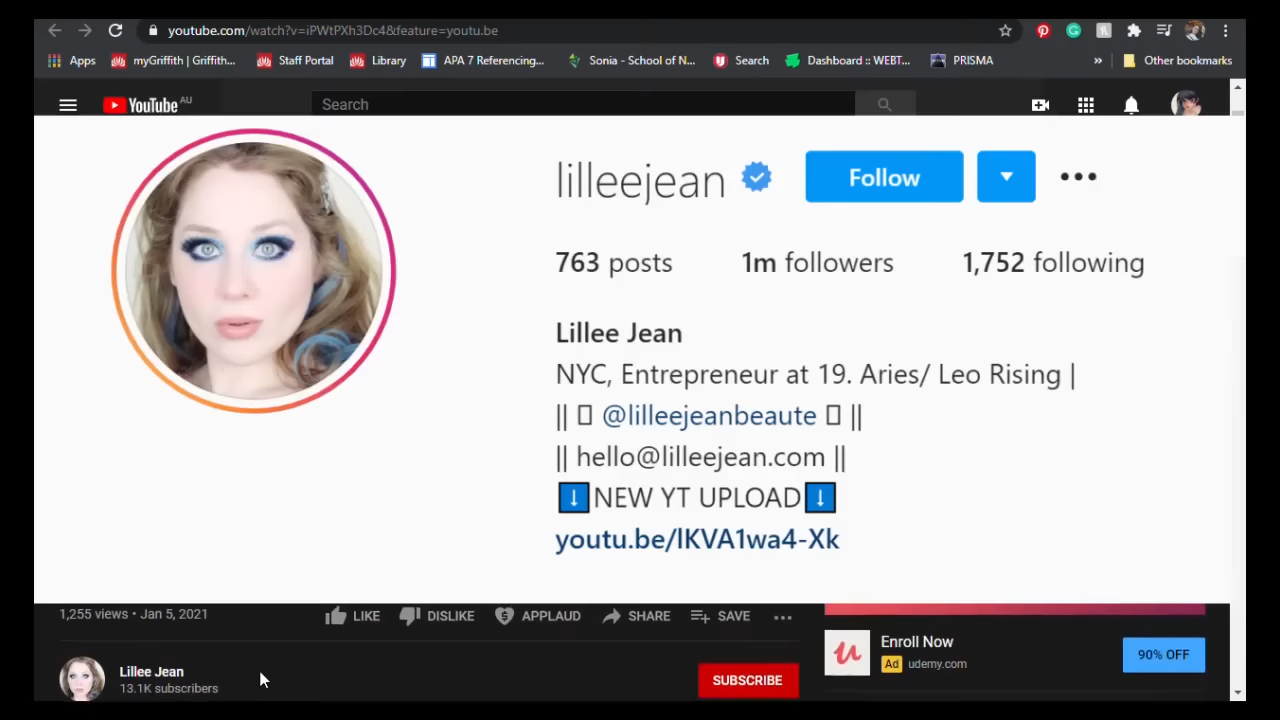 youtube.com/watch?v=iPWtPXh3Dc4&feature=youtu.be
Apps myGriffith | Griffith... Staff Portal Library APA 7 Referencing... Sonia - School of N... Search Dashboard :: WEBT... PRISMA » Other bookmarks
YouTube AU Search
lilleejean Follow
763 posts 1m followers 1,752 following
Lillee Jean
NYC, Entrepreneur at 19. Aries/ Leo Rising |
|| @lilleejeanbeaute ||
|| hello@lilleejean.com ||
↓NEW YT UPLOAD↓
youtu.be/lKVA1wa4-Xk
1,255 views • Jan 5, 2021 LIKE DISLIKE APPLAUD SHARE SAVE
Enroll Now
Ad udemy.com
90% OFF
Lillee Jean
13.1K subscribers
SUBSCRIBE